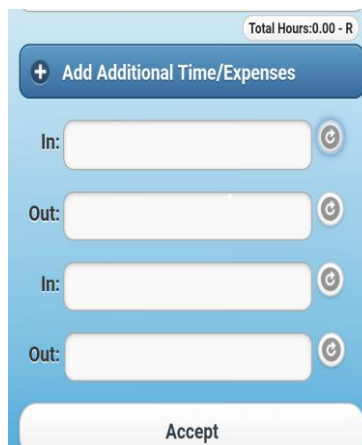 Total Hours:0.00 - R
Add Additional Time/Expenses
In:
Out:
In:
Out:
Accept